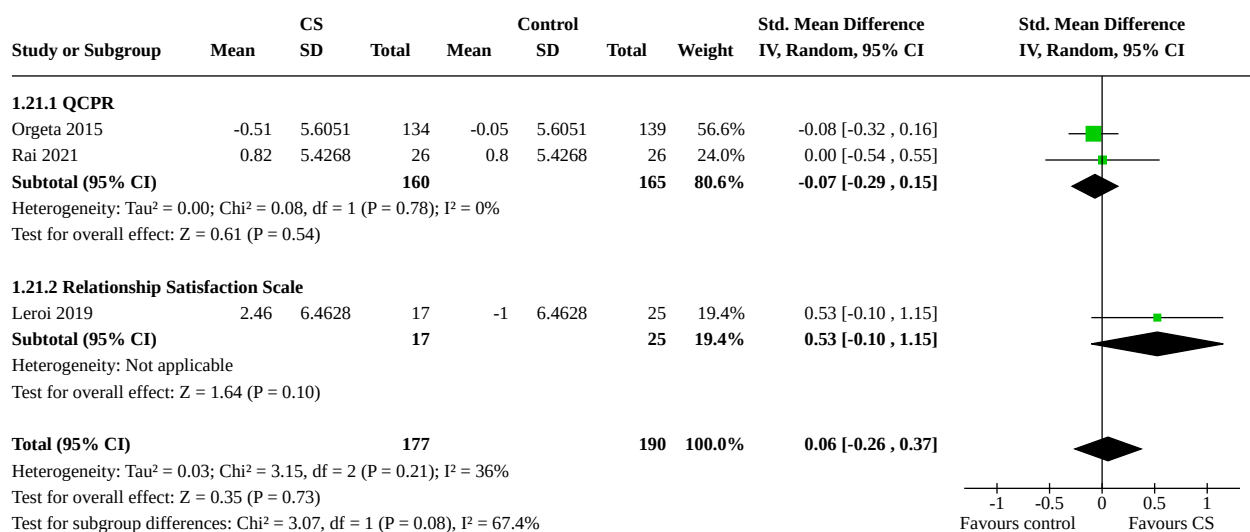 CS Control Std. Mean Difference Std. Mean Difference
Study or Subgroup Mean SD Total Mean SD Total Weight IV, Random, 95% CI IV, Random, 95% CI
1.21.1 QCPR
Orgeta 2015 -0.51 5.6051 134 -0.05 5.6051 139 56.6% -0.08 [-0.32 , 0.16]
Rai 2021 0.82 5.4268 26 0.8 5.4268 26 24.0% 0.00 [-0.54 , 0.55]
Subtotal (95% CI) 160 165 80.6% -0.07 [-0.29 , 0.15]
Heterogeneity: Tau² = 0.00; Chi² = 0.08, df = 1 (P = 0.78); I² = 0%
Test for overall effect: Z = 0.61 (P = 0.54)
1.21.2 Relationship Satisfaction Scale
Leroi 2019 2.46 6.4628 17 -1 6.4628 25 19.4% 0.53 [-0.10 , 1.15]
Subtotal (95% CI) 17 25 19.4% 0.53 [-0.10 , 1.15]
Heterogeneity: Not applicable
Test for overall effect: Z = 1.64 (P = 0.10)
Total (95% CI) 177 190 100.0% 0.06 [-0.26 , 0.37]
Heterogeneity: Tau² = 0.03; Chi² = 3.15, df = 2 (P = 0.21); I² = 36%
Test for overall effect: Z = 0.35 (P = 0.73)
-1 -0.5 0 0.5 1
Test for subgroup differences: Chi² = 3.07, df = 1 (P = 0.08), I² = 67.4% Favours control Favours CS